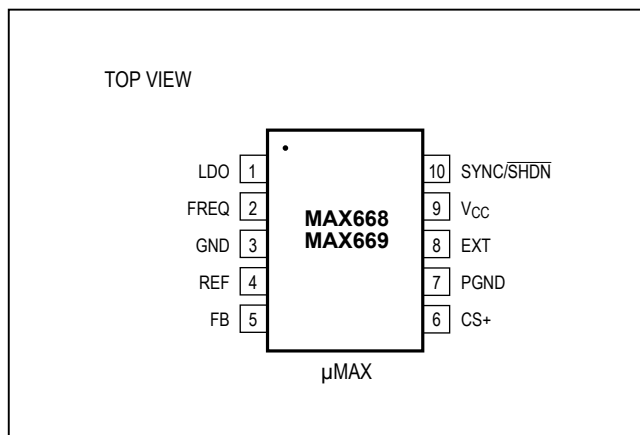 TOP VIEW
LDO 1
FREQ 2
GND 3
REF 4
FB 5
MAX668
MAX669
10 SYNC/S̅H̅D̅N̅
9 VCC
8 EXT
7 PGND
6 CS+
µMAX